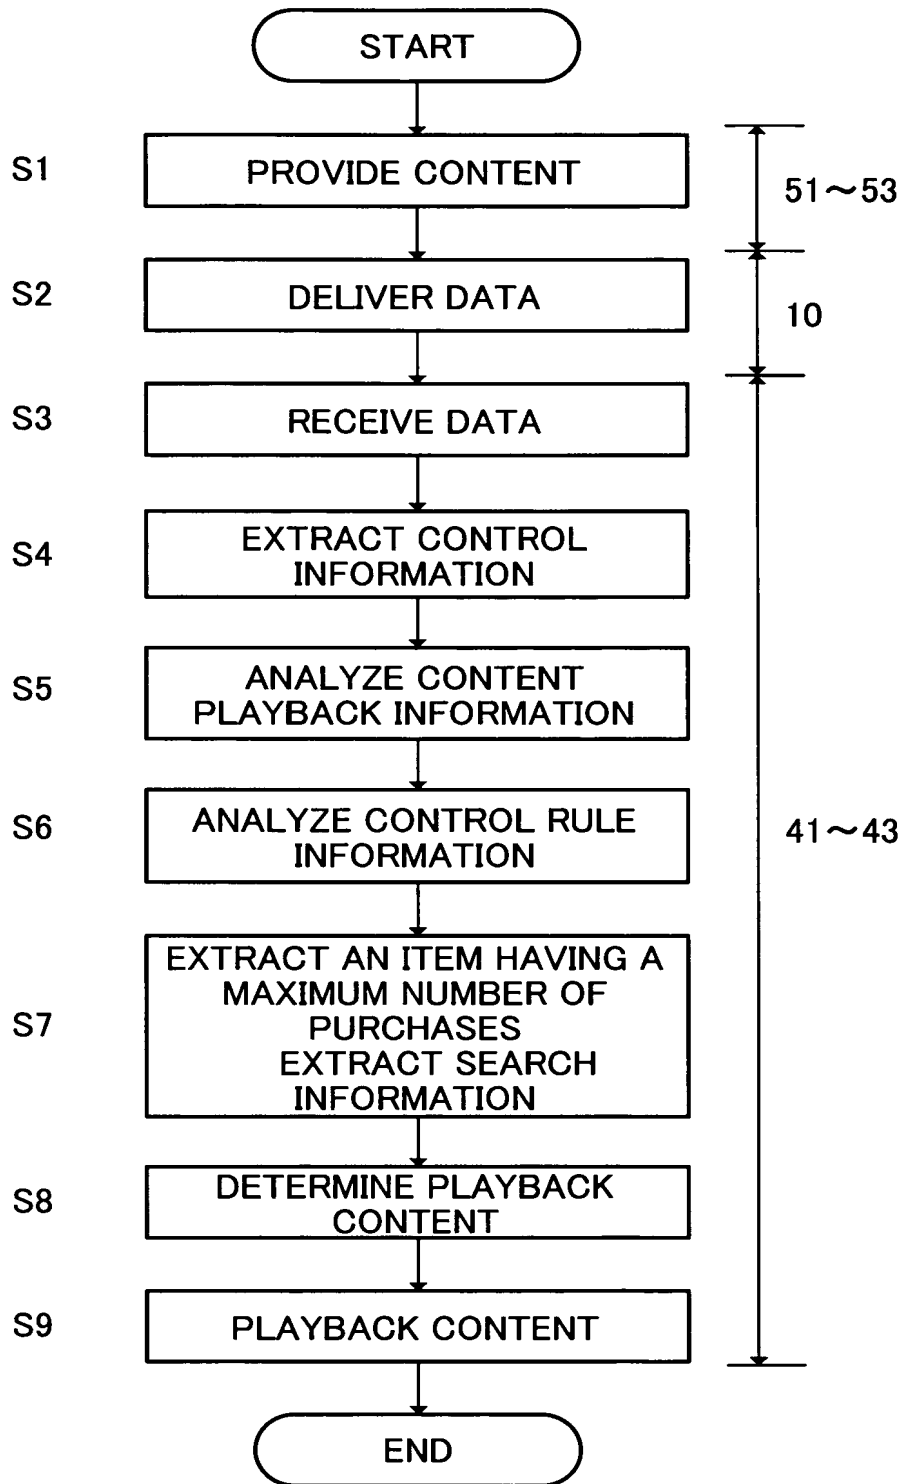 START
S1
PROVIDE CONTENT
51～53
S2
DELIVER DATA
10
S3
RECEIVE DATA
S4
EXTRACT CONTROL
INFORMATION
S5
ANALYZE CONTENT
PLAYBACK INFORMATION
S6
ANALYZE CONTROL RULE
INFORMATION
41～43
S7
EXTRACT AN ITEM HAVING A
MAXIMUM NUMBER OF
PURCHASES
EXTRACT SEARCH
INFORMATION
S8
DETERMINE PLAYBACK
CONTENT
S9
PLAYBACK CONTENT
END